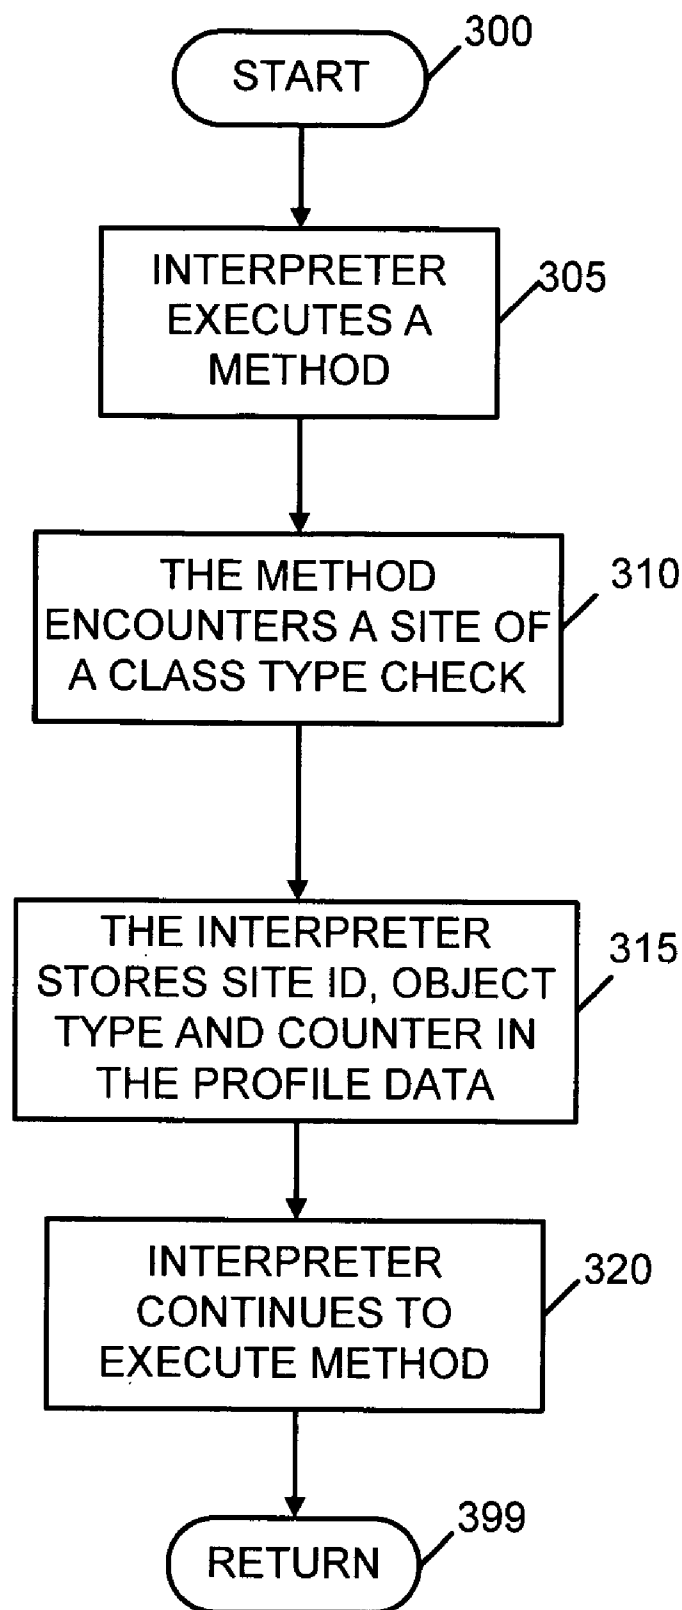 START
300
INTERPRETER
EXECUTES A
METHOD
305
THE METHOD
ENCOUNTERS A SITE OF
A CLASS TYPE CHECK
310
THE INTERPRETER
STORES SITE ID, OBJECT
TYPE AND COUNTER IN
THE PROFILE DATA
315
INTERPRETER
CONTINUES TO
EXECUTE METHOD
320
RETURN
399